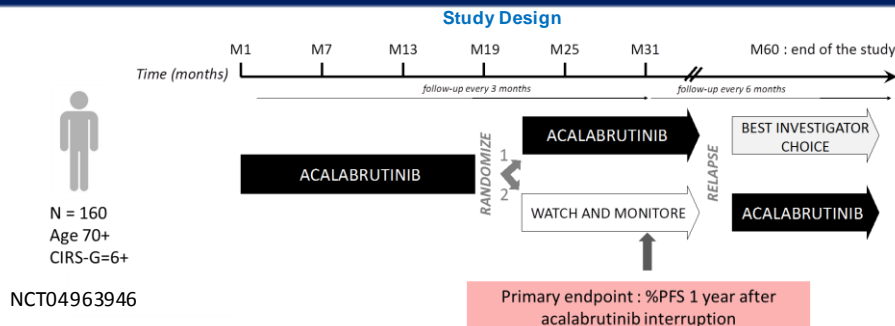 Study Design
M1 M7 M13 M19 M25 M31 M60 : end of the study
Time (months)
follow-up every 3 months follow-up every 6 months
ACALABRUTINIB
RANDOMIZE
1
2
ACALABRUTINIB
WATCH AND MONITORE
RELAPSE
BEST INVESTIGATOR
CHOICE
ACALABRUTINIB
N = 160
Age 70+
CIRS-G=6+
NCT04963946
Primary endpoint : %PFS 1 year after
acalabrutinib interruption